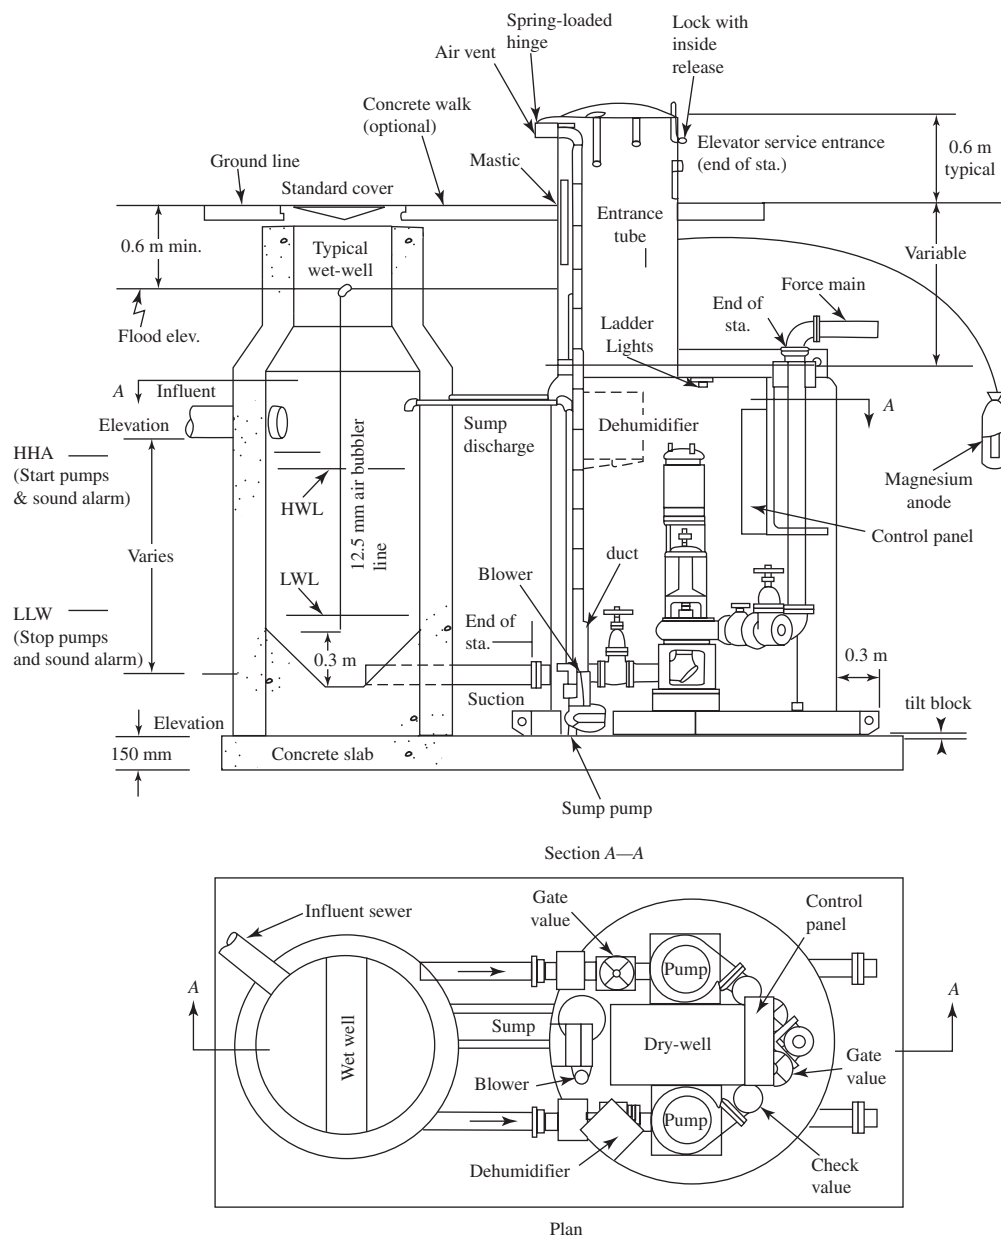 Spring-loaded
hinge
Air vent
Lock with
inside
release
Concrete walk
(optional)
Elevator service entrance
(end of sta.)
0.6 m
typical
Ground line
Mastic
Standard cover
Entrance
tube
0.6 m min.
Typical
wet-well
Variable
Force main
End of
sta.
Flood elev.
Ladder
Lights
A
Influent
A
Elevation
Sump
discharge
Dehumidifier
HHA
(Start pumps
& sound alarm)
HWL
12.5 mm air bubbler
line
Magnesium
anode
Control panel
Varies
duct
Blower
LWL
LLW
(Stop pumps
and sound alarm)
End of
sta.
0.3 m
0.3 m
Suction
tilt block
Elevation
150 mm
Concrete slab
Sump pump
Section A—A
Influent sewer
Gate
value
Control
panel
Pump
A
A
Wet well
Sump
Dry-well
Gate
value
Blower
Pump
Dehumidifier
Check
value
Plan